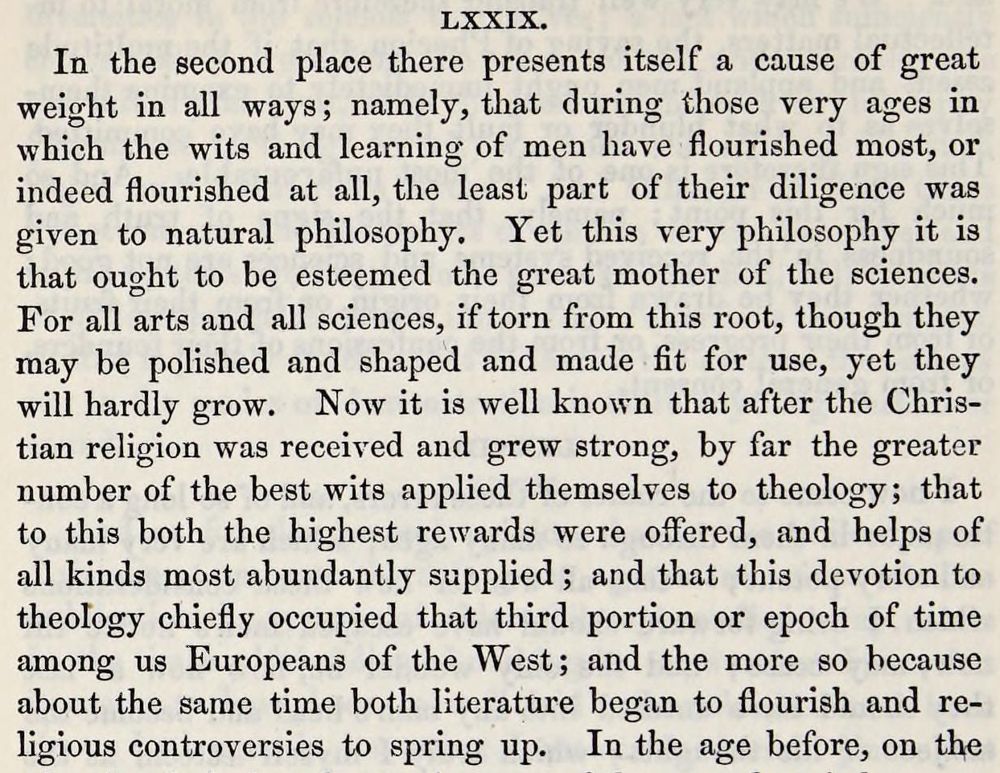 LXXIX.
In the second place there presents itself a cause of great
weight in all ways; namely, that during those very ages in
which the wits and learning of men have flourished most, or
indeed flourished at all, the least part of their diligence was
given to natural philosophy. Yet this very philosophy it is
that ought to be esteemed the great mother of the sciences.
For all arts and all sciences, if torn from this root, though they
may be polished and shaped and made fit for use, yet they
will hardly grow. Now it is well known that after the Chris-
tian religion was received and grew strong, by far the greater
number of the best wits applied themselves to theology; that
to this both the highest rewards were offered, and helps of
all kinds most abundantly supplied; and that this devotion to
theology chiefly occupied that third portion or epoch of time
among us Europeans of the West; and the more so because
about the same time both literature began to flourish and re-
ligious controversies to spring up. In the age before, on the